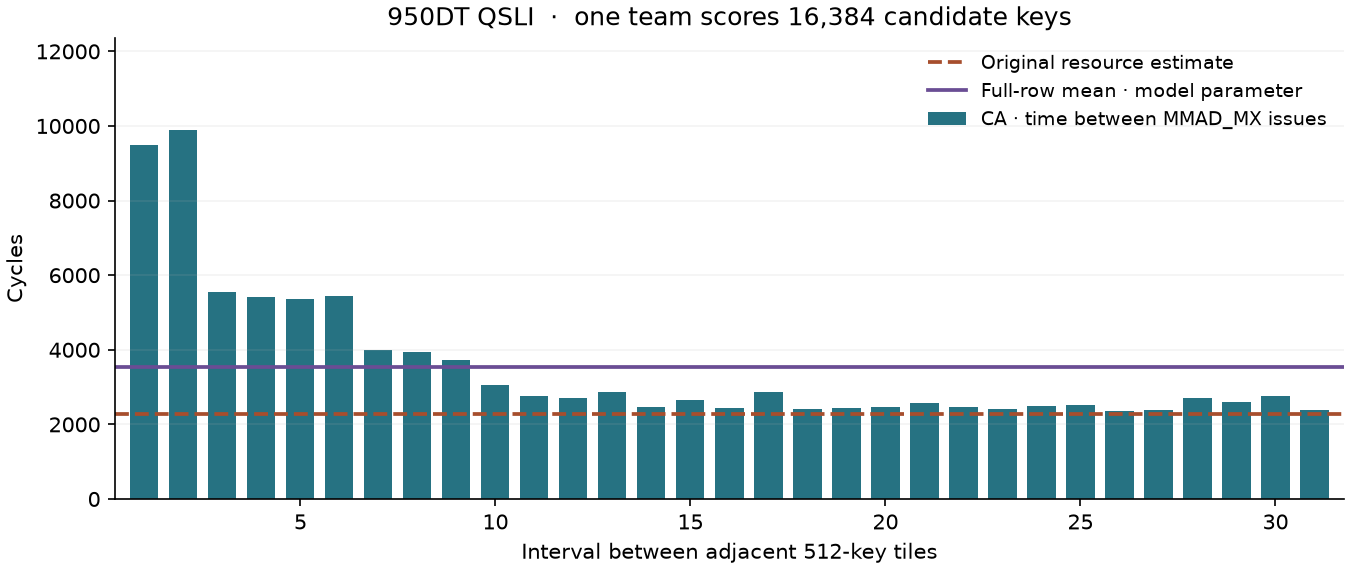 950DT QSLI · one team scores 16,384 candidate keys
Original resource estimate
Full-row mean · model parameter
CA · time between MMAD_MX issues
Cycles
12000
10000
8000
6000
4000
2000
0
5 10 15 20 25 30
Interval between adjacent 512-key tiles